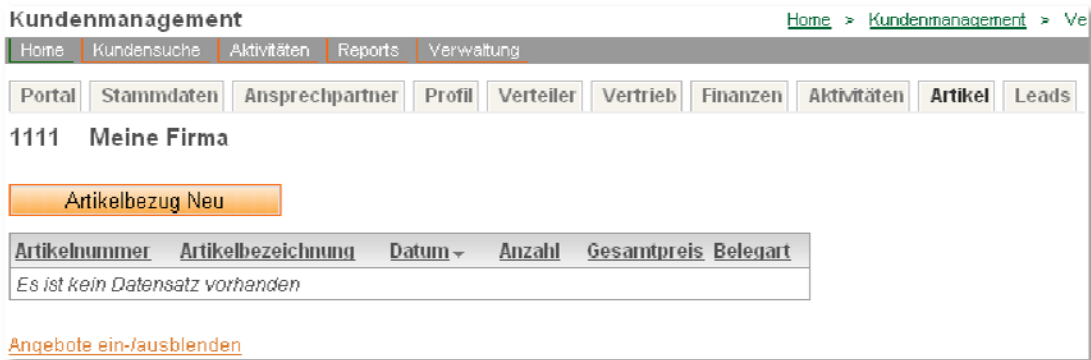 Kundenmanagement Home > Kundenmanagement > Ve
Home Kundensuche Aktivitäten Reports Verwaltung
Portal Stammdaten Ansprechpartner Profil Verteiler Vertrieb Finanzen Aktivitäten Artikel Leads
1111 Meine Firma
Artikelbezug Neu
Artikelnummer Artikelbezeichnung Datum Anzahl Gesamtpreis Belegart
Es ist kein Datensatz vorhanden
Angebote ein-/ausblenden